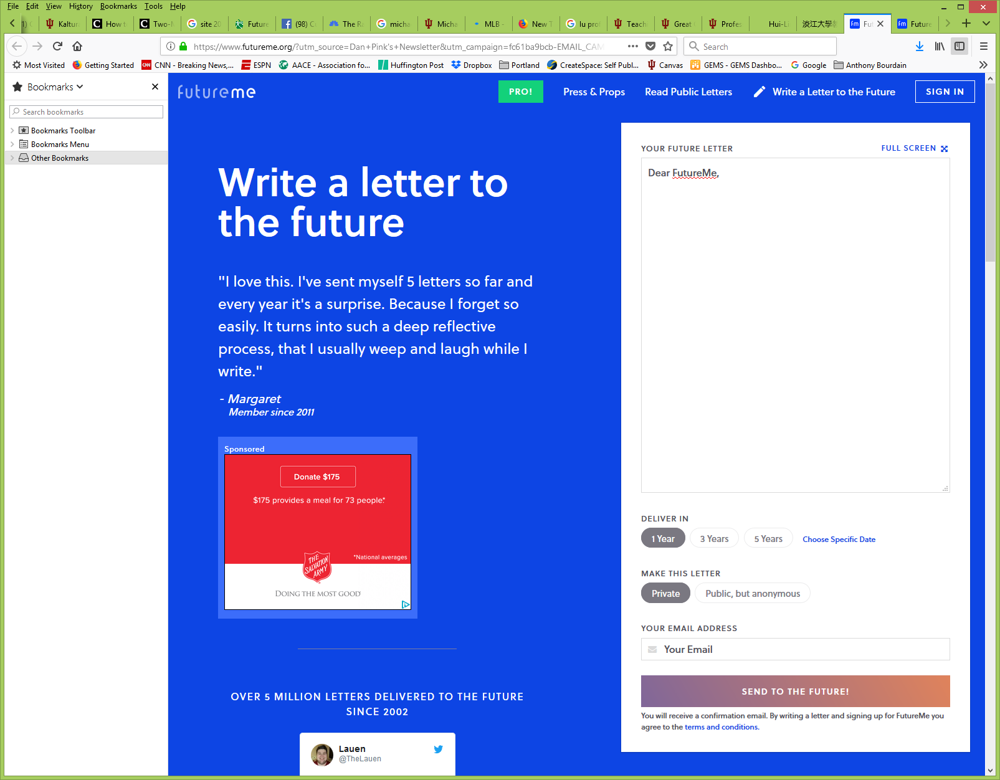 File Edit View History Bookmarks Tools Help
Kaltur How to Two-M site 20 Future (98) The Ra micha Micha MLB - New T Iu prof Teach Great Profes Hui-Li 淡江大學 Fut Future
https://www.futureme.org/?utm_source=Dan+Pink's+Newsletter&utm_campaign=fc61ba9bcb-EMAIL_CAM
Search
Most Visited Getting Started CNN - Breaking News,... ESPN AACE - Association fo... Huffington Post Dropbox Portland CreateSpace: Self Publ... Canvas GEMS - GEMS Dashbo... Google Anthony Bourdain
Bookmarks
Search bookmarks
Bookmarks Toolbar
Bookmarks Menu
Other Bookmarks
futureme
PRO! Press & Props Read Public Letters Write a Letter to the Future SIGN IN
Write a letter to
the future
"I love this. I've sent myself 5 letters so far and
every year it's a surprise. Because I forget so
easily. It turns into such a deep reflective
process, that I usually weep and laugh while I
write."
- Margaret
Member since 2011
Sponsored
Donate $175
$175 provides a meal for 73 people.*
*National averages
THE
SALVATION
ARMY
DOING THE MOST GOOD
OVER 5 MILLION LETTERS DELIVERED TO THE FUTURE
SINCE 2002
Lauen
@TheLauen
YOUR FUTURE LETTER
FULL SCREEN
Dear FutureMe,
DELIVER IN
1 Year 3 Years 5 Years Choose Specific Date
MAKE THIS LETTER
Private Public, but anonymous
YOUR EMAIL ADDRESS
Your Email
SEND TO THE FUTURE!
You will receive a confirmation email. By writing a letter and signing up for FutureMe you
agree to the terms and conditions.